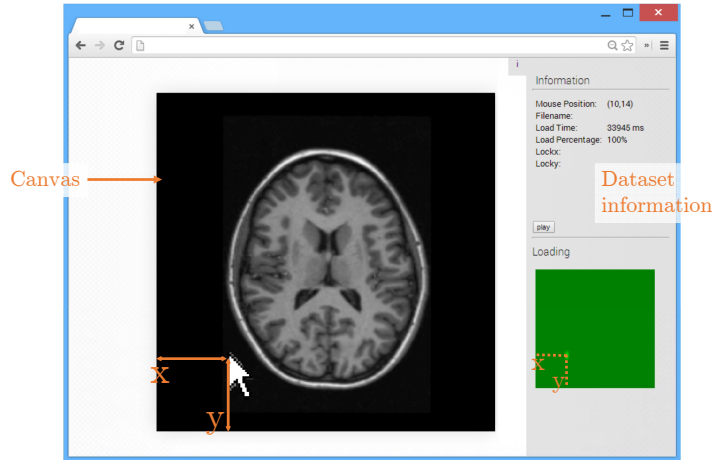 i
Information
Mouse Position: (10,14)
Filename:
Load Time: 33945 ms
Load Percentage: 100%
Lockx:
Locky:
Canvas
Dataset
information
play
Loading
x
y
x
y